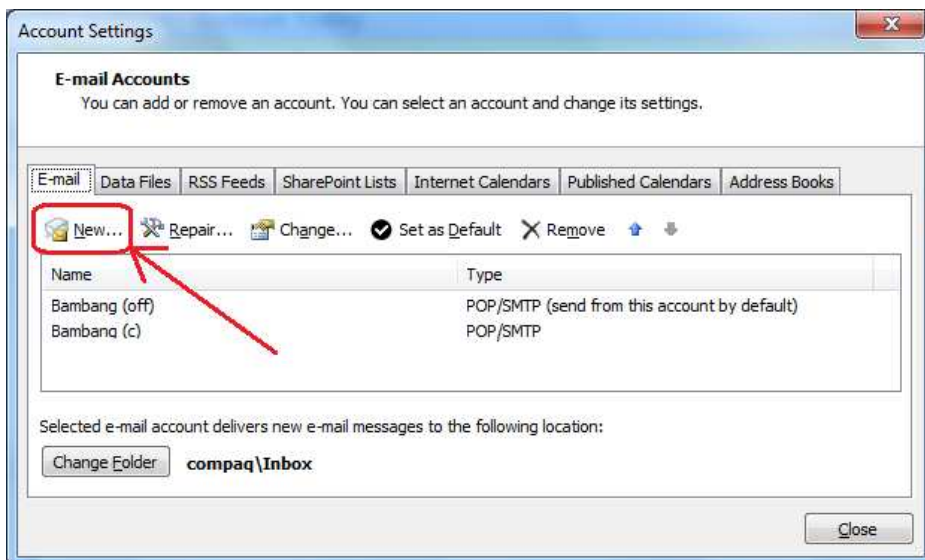 Account Settings
E-mail Accounts
You can add or remove an account. You can select an account and change its settings.
E-mail Data Files RSS Feeds SharePoint Lists Internet Calendars Published Calendars Address Books
New... Repair... Change... Set as Default Remove
Name Type
Bambang (off) POP/SMTP (send from this account by default)
Bambang (c) POP/SMTP
Selected e-mail account delivers new e-mail messages to the following location:
Change Folder compaq\Inbox
Close